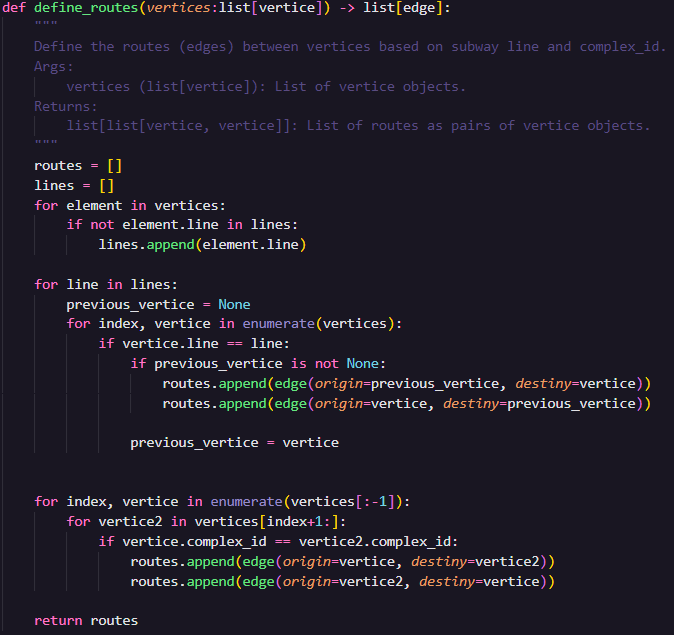 def define_routes(vertices:list[vertice]) -> list[edge]:
    """
    Define the routes (edges) between vertices based on subway line and complex_id.
    Args:
        vertices (list[vertice]): List of vertice objects.
    Returns:
        list[list[vertice, vertice]]: List of routes as pairs of vertice objects.
    """
    routes = []
    lines = []
    for element in vertices:
        if not element.line in lines:
            lines.append(element.line)

    for line in lines:
        previous_vertice = None
        for index, vertice in enumerate(vertices):
            if vertice.line == line:
                if previous_vertice is not None:
                    routes.append(edge(origin=previous_vertice, destiny=vertice))
                    routes.append(edge(origin=vertice, destiny=previous_vertice))

                previous_vertice = vertice


    for index, vertice in enumerate(vertices[:-1]):
        for vertice2 in vertices[index+1:]:
            if vertice.complex_id == vertice2.complex_id:
                routes.append(edge(origin=vertice, destiny=vertice2))
                routes.append(edge(origin=vertice2, destiny=vertice))

    return routes